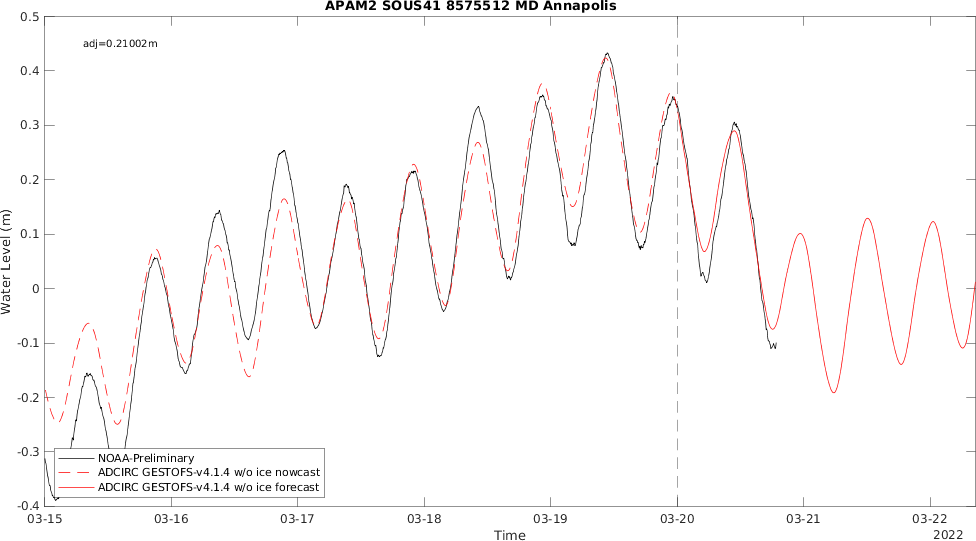 APAM2 SOUS41 8575512 MD Annapolis
adj=0.21002m
0.5
0.4
0.3
0.2
0.1
0
-0.1
-0.2
-0.3
-0.4
Water Level (m)
NOAA-Preliminary
ADCIRC GESTOFS-v4.1.4 w/o ice nowcast
ADCIRC GESTOFS-v4.1.4 w/o ice forecast
03-15 03-16 03-17 03-18 03-19 03-20 03-21 03-22
Time
2022